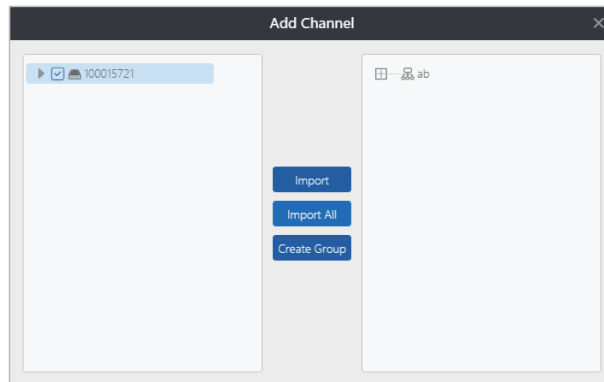 Add Channel
100015721
ab
Import
Import All
Create Group